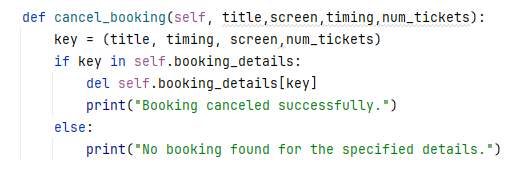 def cancel_booking(self, title,screen,timing,num_tickets):
    key = (title, timing, screen,num_tickets)
    if key in self.booking_details:
        del self.booking_details[key]
        print("Booking canceled successfully.")
    else:
        print("No booking found for the specified details.")